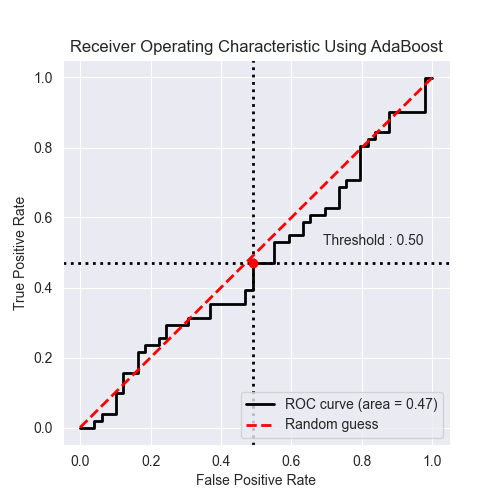 Receiver Operating Characteristic Using AdaBoost
1.0
0.8
0.6
0.4
0.2
0.0
True Positive Rate
Threshold : 0.50
ROC curve (area = 0.47)
Random guess
0.0 0.2 0.4 0.6 0.8 1.0
False Positive Rate